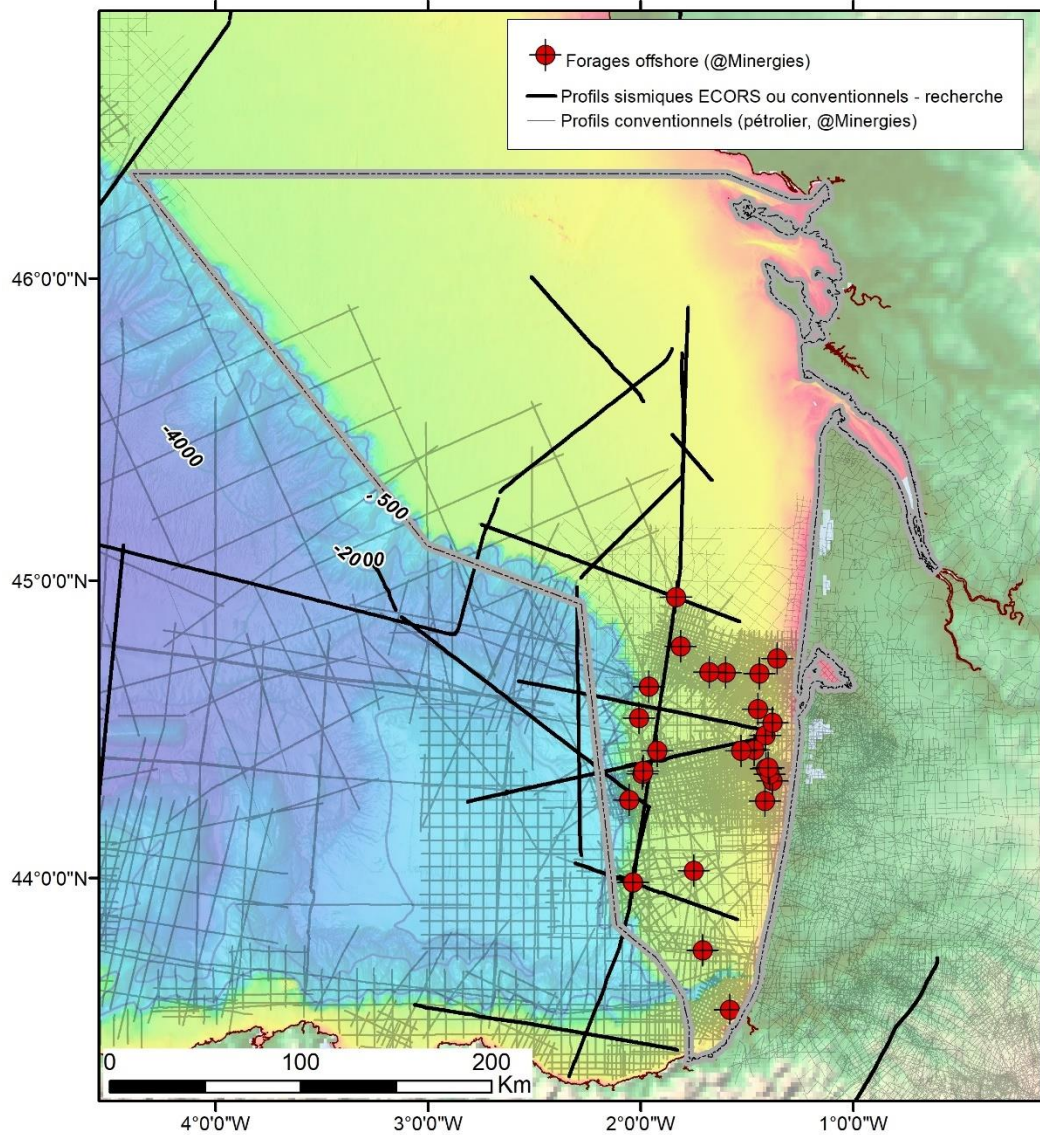 Forages offshore (@Minergies)
Profils sismiques ECORS ou conventionnels - recherche
Profils conventionnels (pétrolier, @Minergies)
46°0'0"N
-4000
500
-2000
45°0'0"N
44°0'0"N
0 100 200
Km
4°0'0"W 3°0'0"W 2°0'0"W 1°0'0"W